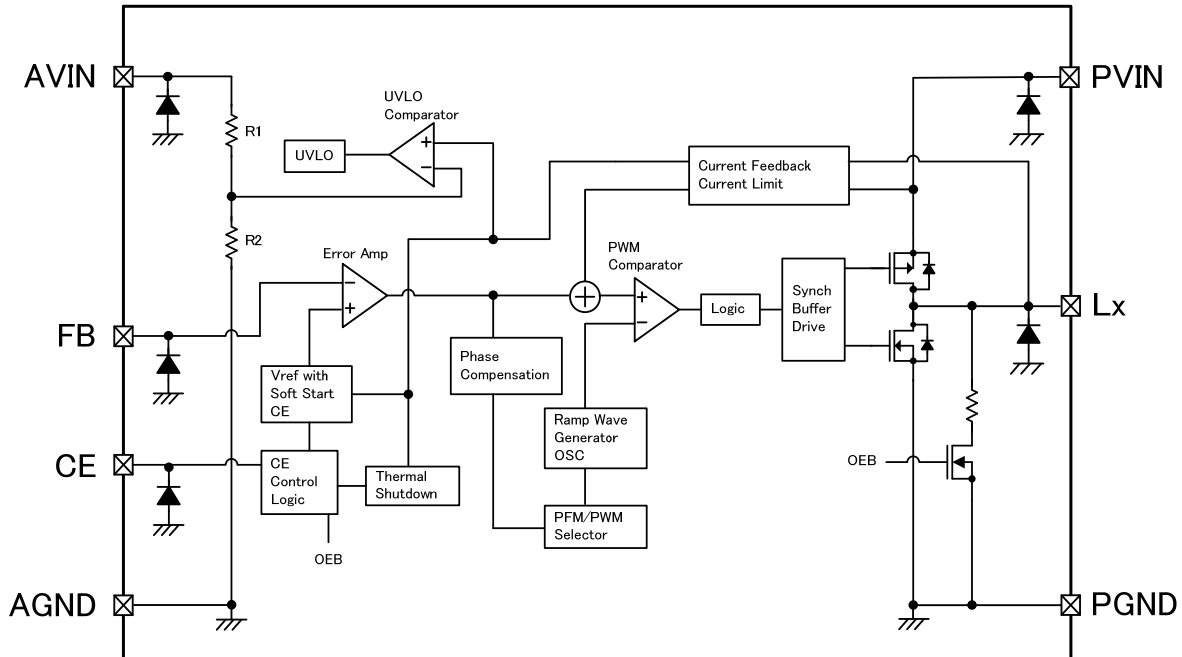 AVIN
PVIN
UVLO
Comparator
R1
UVLO
Current Feedback
Current Limit
R2
Error Amp
PWM
Comparator
Synch
Buffer
Drive
Logic
Lx
FB
Phase
Compensation
Vref with
Soft Start
CE
Ramp Wave
Generator
OSC
CE
CE
Control
Logic
Thermal
Shutdown
OEB
PFM/PWM
Selector
OEB
AGND
PGND